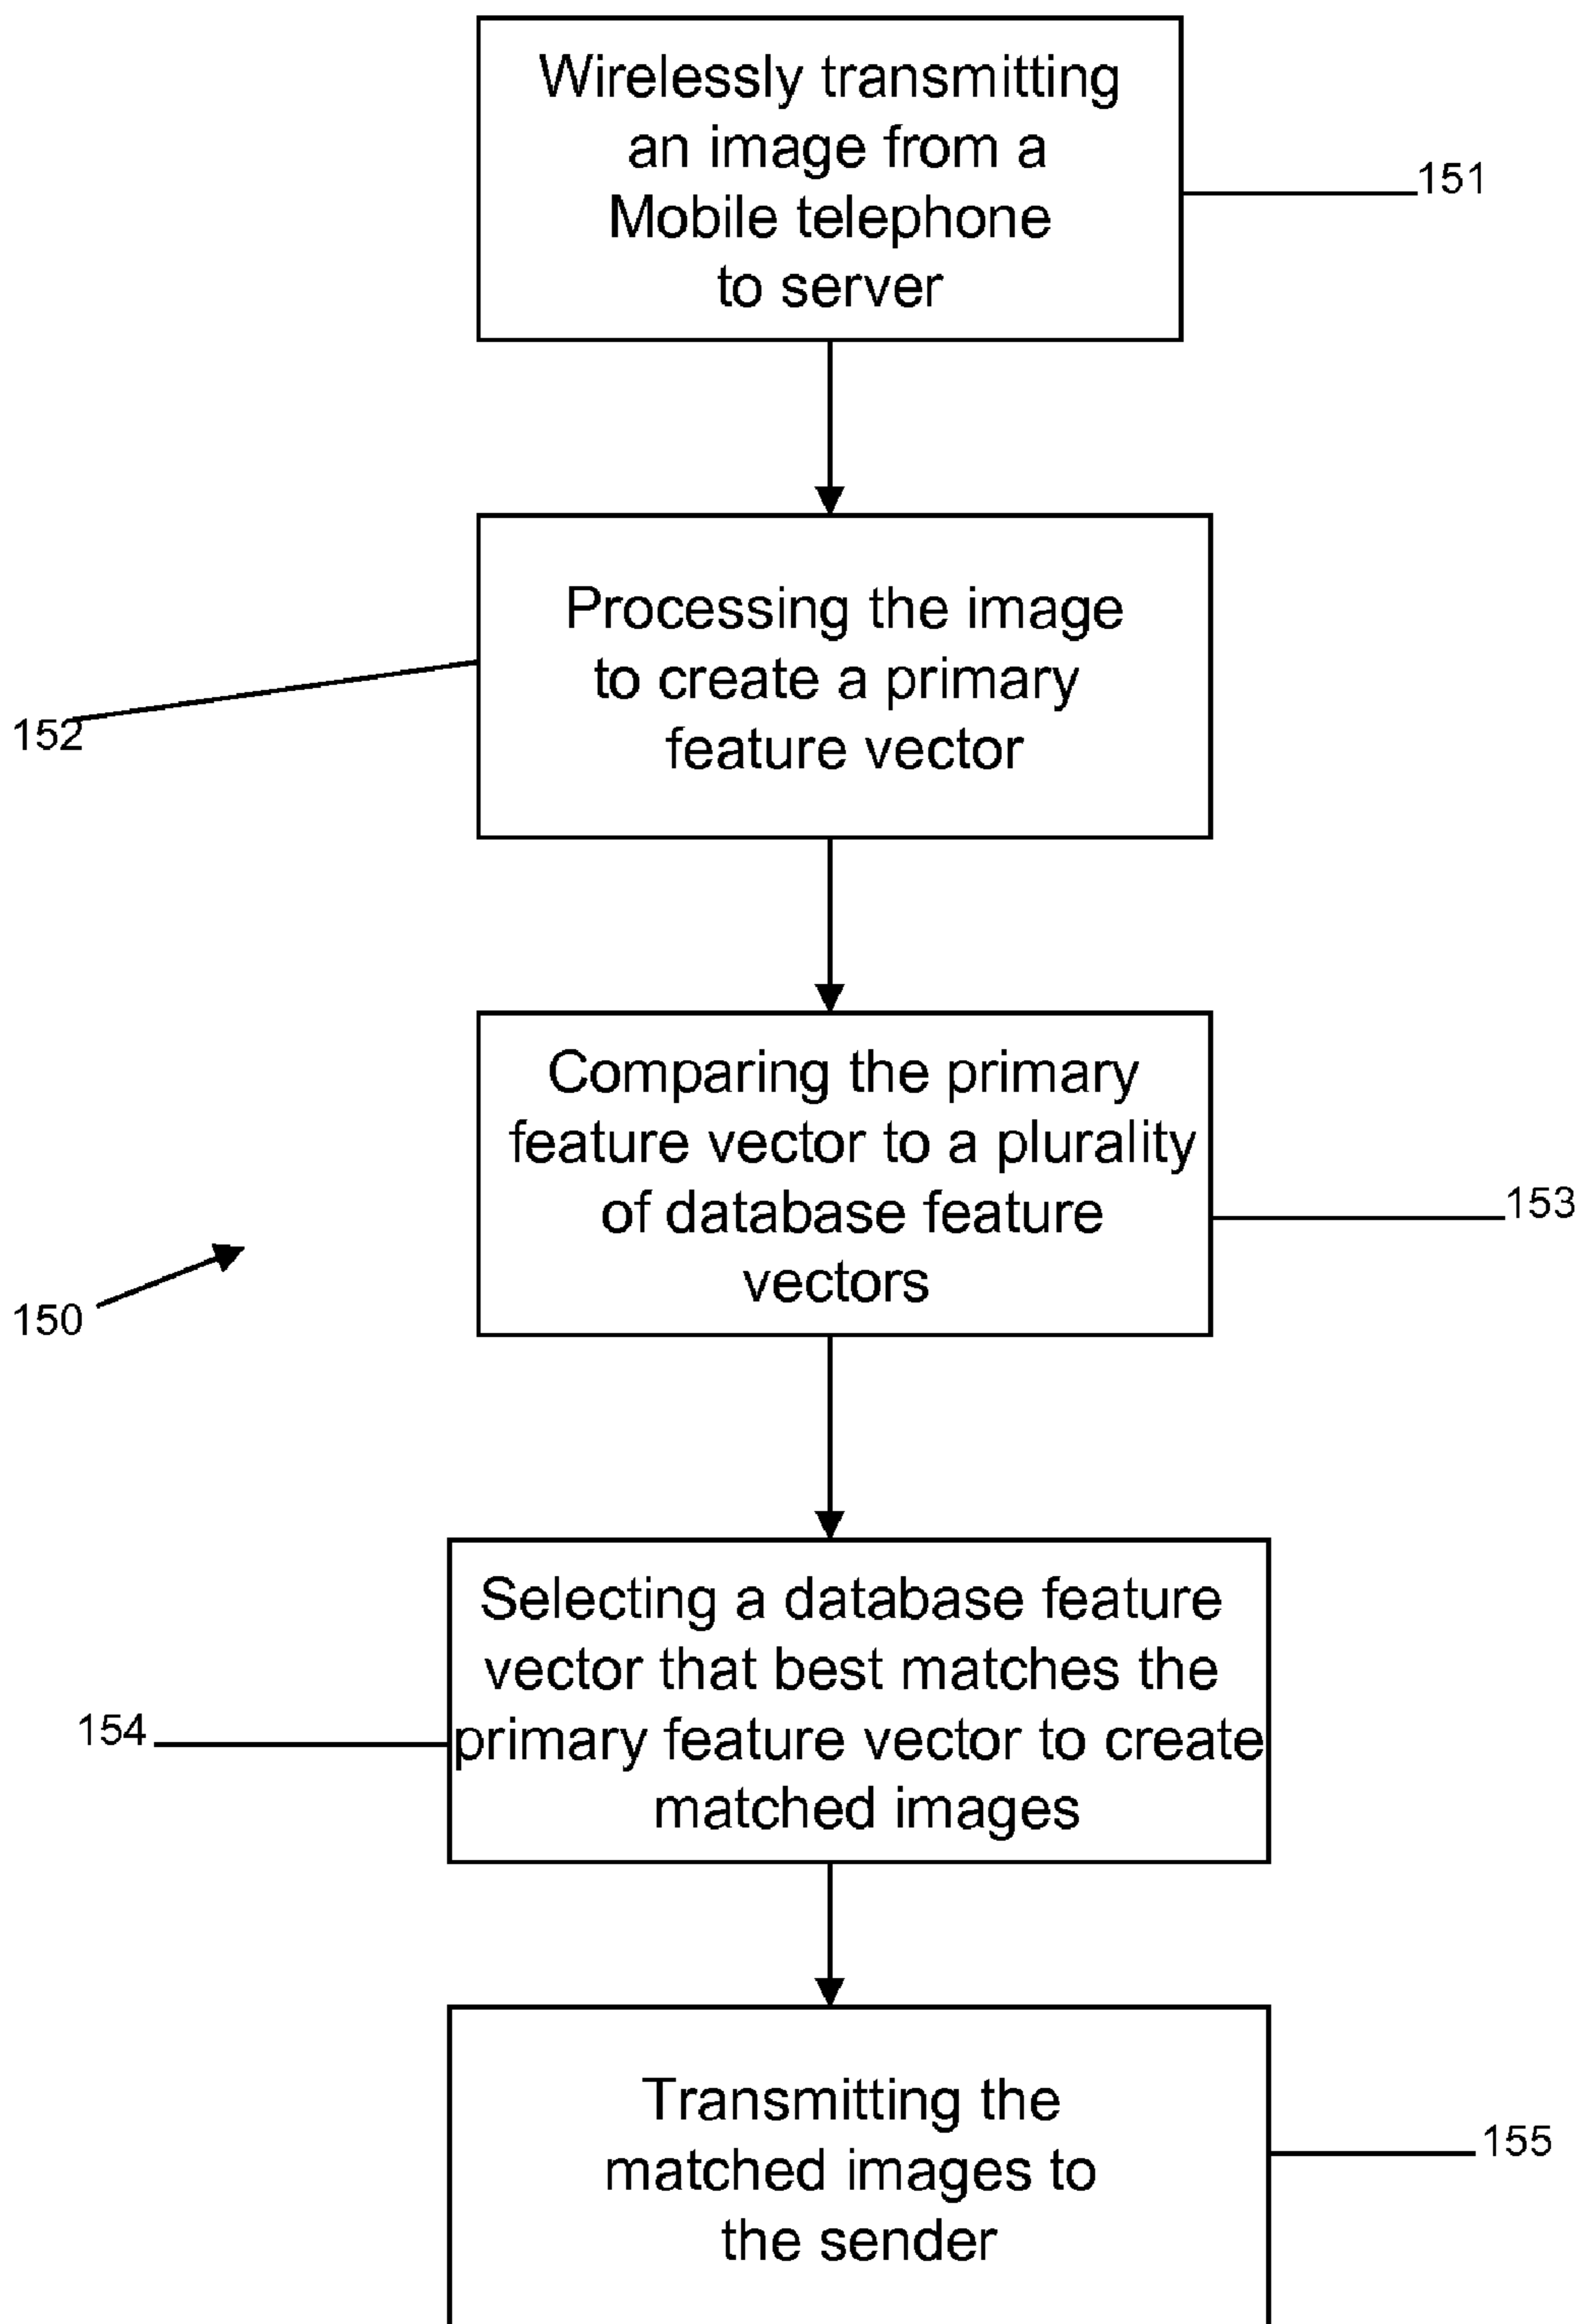 Wirelessly transmitting
an image from a
Mobile telephone
to server
151
Processing the image
to create a primary
feature vector
152
Comparing the primary
feature vector to a plurality
of database feature
vectors
153
150
Selecting a database feature
vector that best matches the
primary feature vector to create
matched images
154
Transmitting the
matched images to
the sender
155